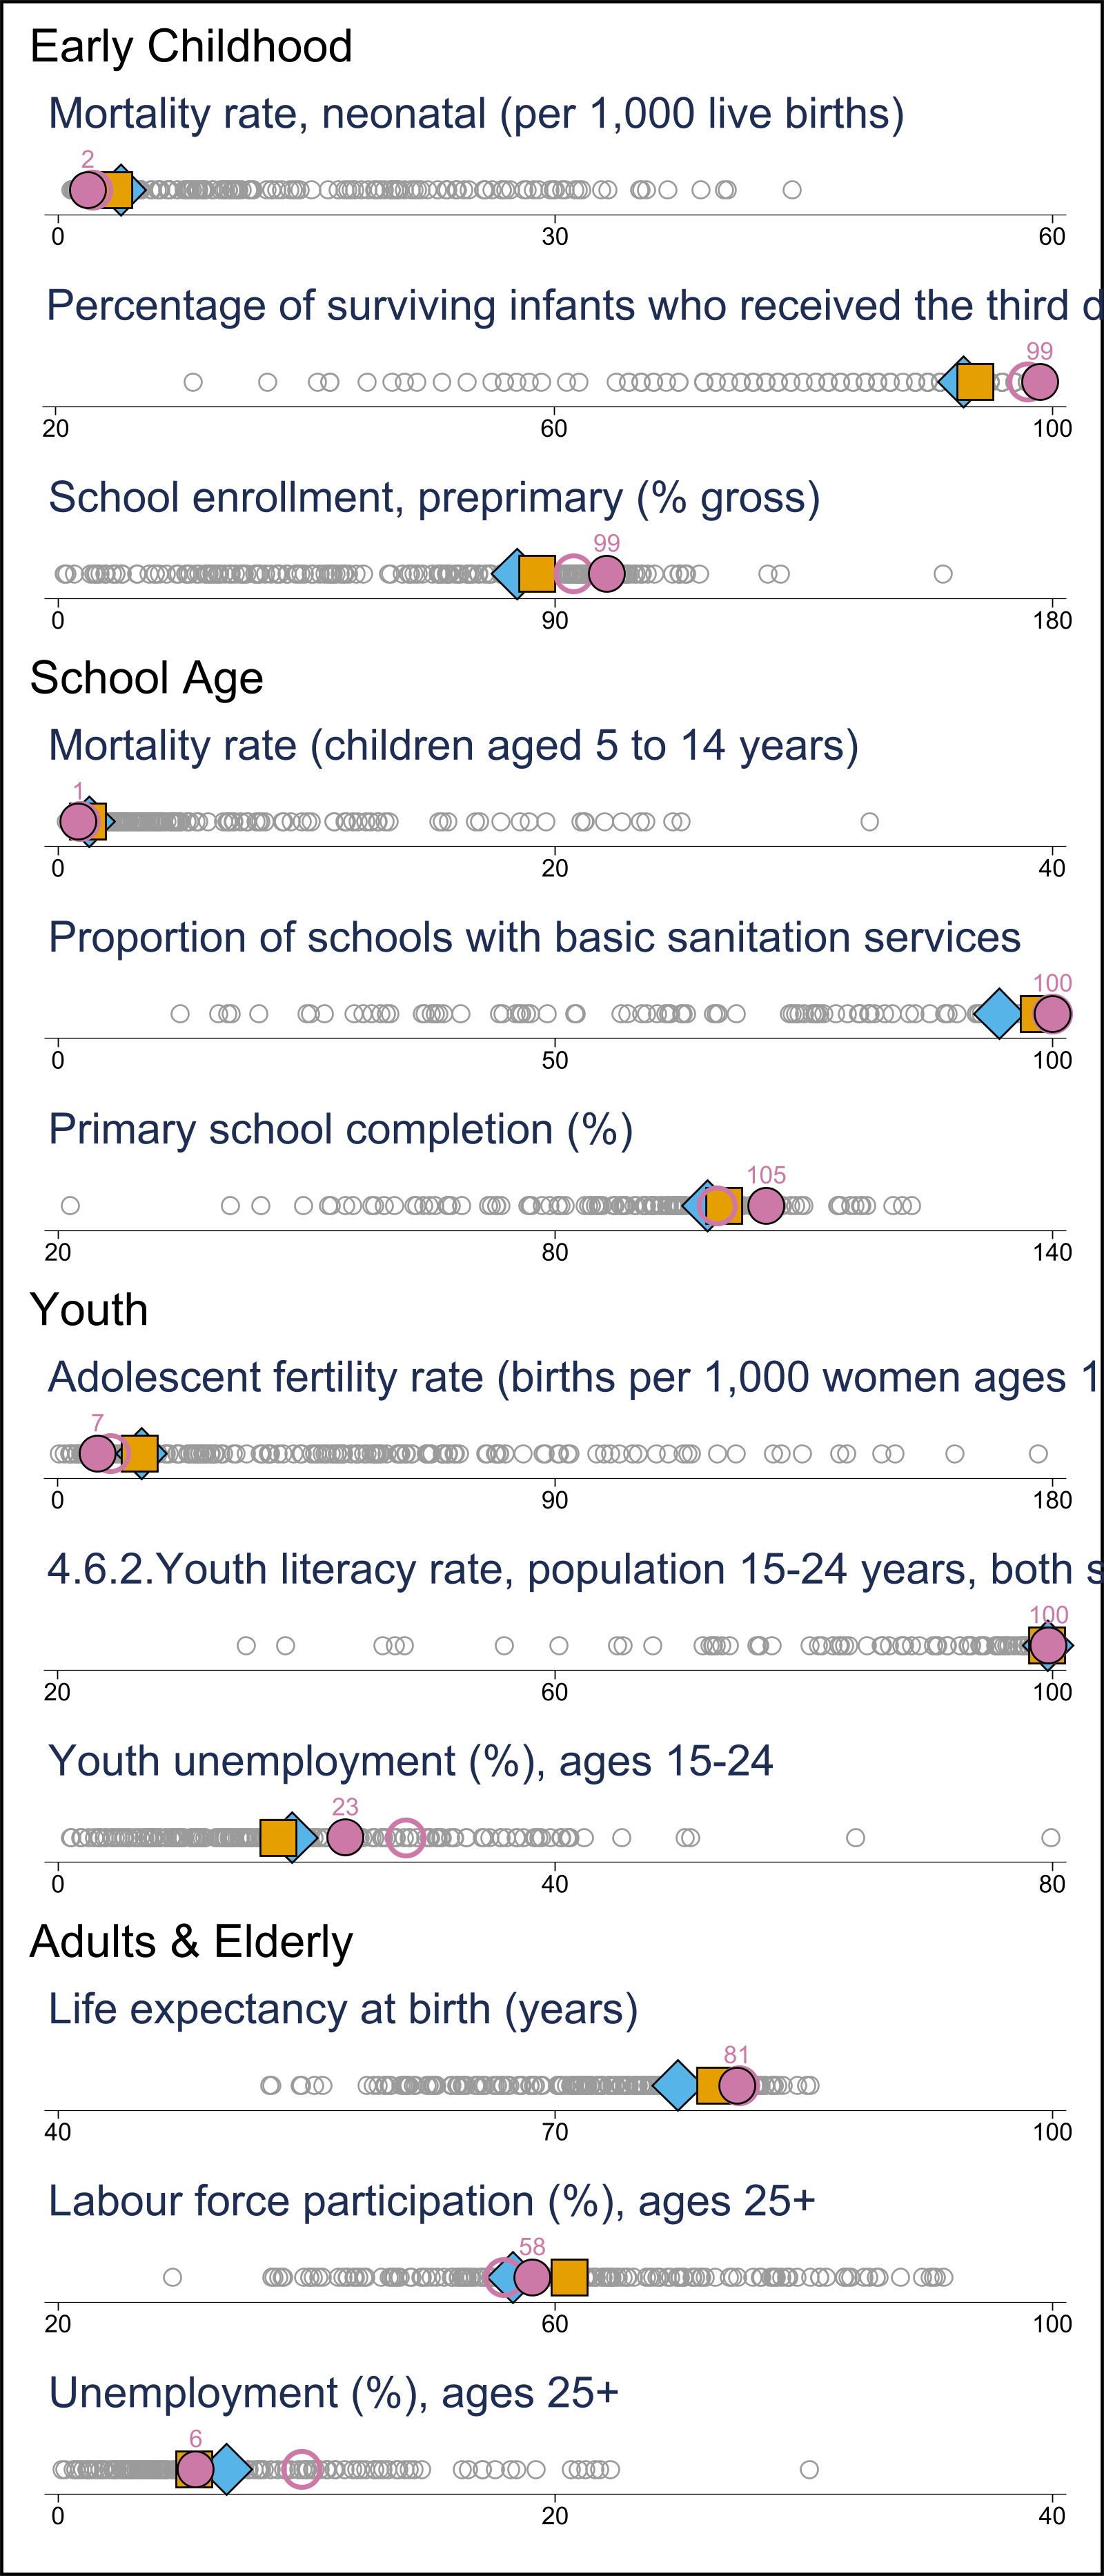 Early Childhood
Mortality rate, neonatal (per 1,000 live births)
2
0 30 60
Percentage of surviving infants who received the third d
99
20 60 100
School enrollment, preprimary (% gross)
99
0 90 180
School Age
Mortality rate (children aged 5 to 14 years)
1
0 20 40
Proportion of schools with basic sanitation services
100
0 50 100
Primary school completion (%)
105
20 80 140
Youth
Adolescent fertility rate (births per 1,000 women ages 1
7
0 90 180
4.6.2.Youth literacy rate, population 15-24 years, both s
100
20 60 100
Youth unemployment (%), ages 15-24
23
0 40 80
Adults & Elderly
Life expectancy at birth (years)
81
40 70 100
Labour force participation (%), ages 25+
58
20 60 100
Unemployment (%), ages 25+
6
0 20 40